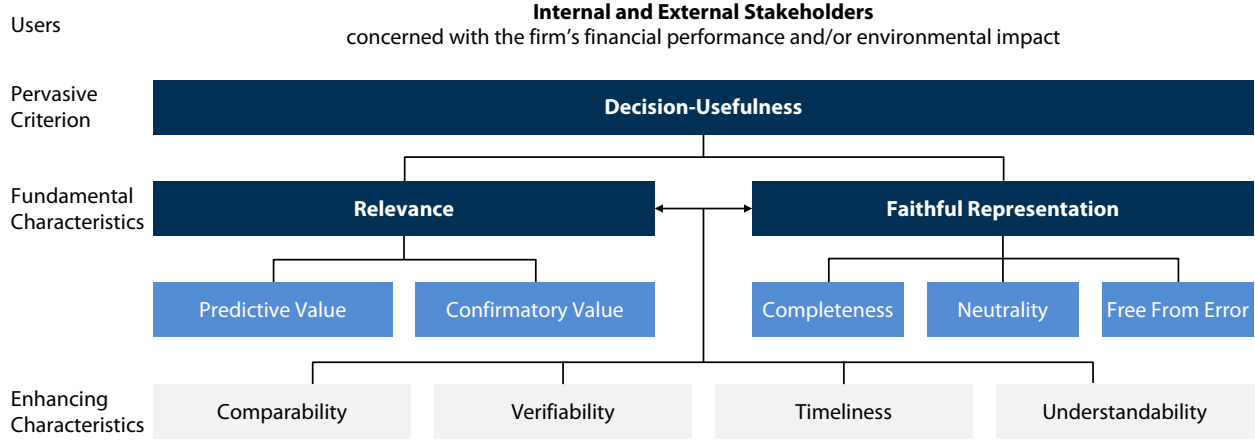 Users
Internal and External Stakeholders
concerned with the firm's financial performance and/or environmental impact
Pervasive
Criterion
Decision-Usefulness
Fundamental
Characteristics
Relevance
Faithful Representation
Predictive Value
Confirmatory Value
Completeness
Neutrality
Free From Error
Enhancing
Characteristics
Comparability
Verifiability
Timeliness
Understandability